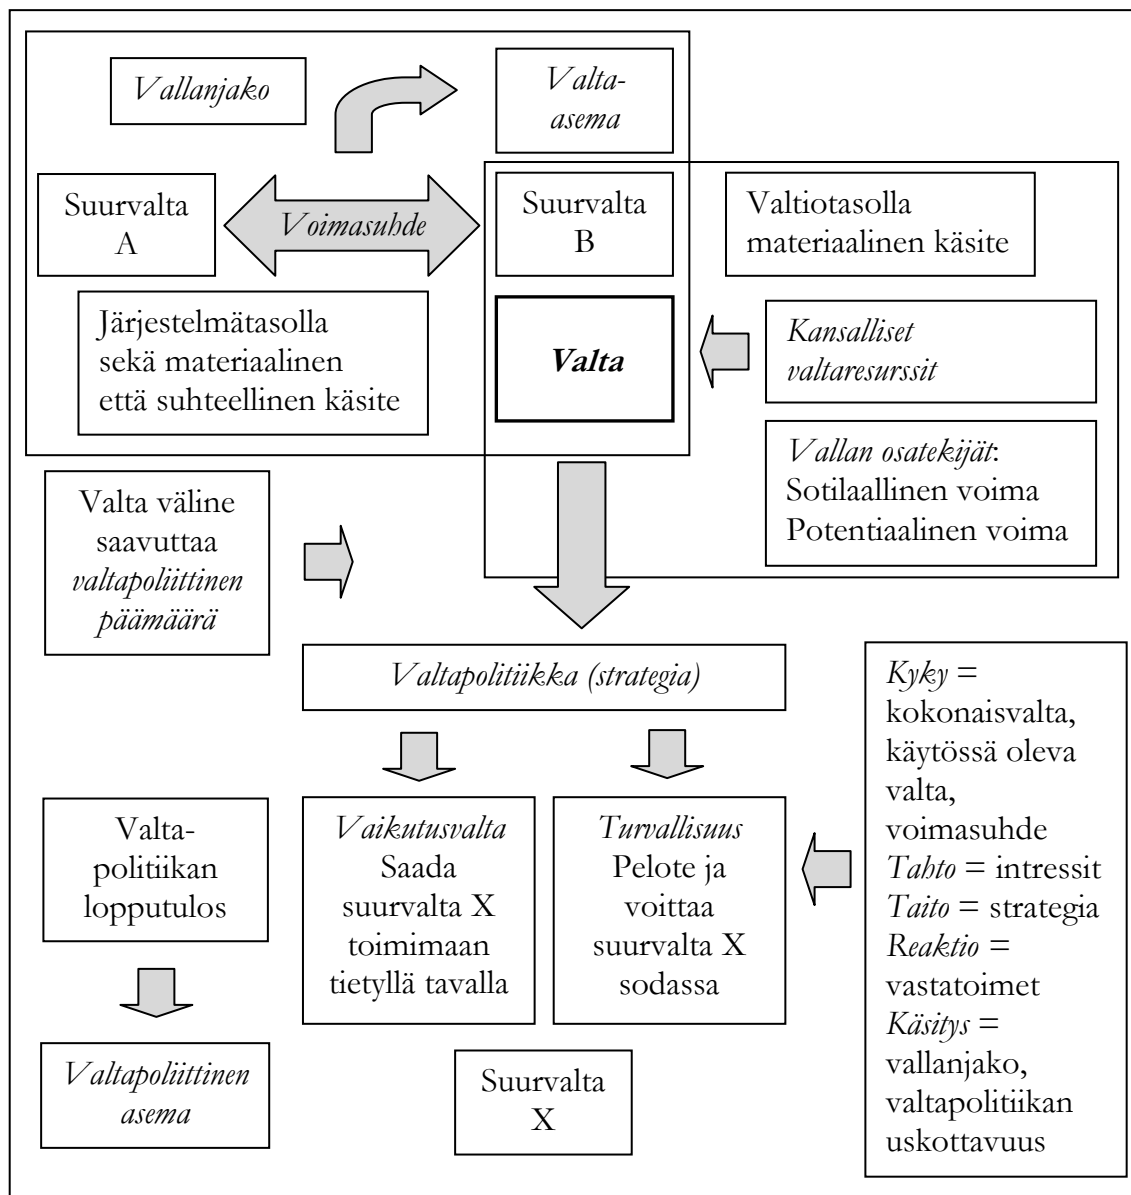 Vallanjako
Valta-
asema
Suurvalta
A
Voimasuhde
Suurvalta
B
Valtiotasolla
materiaalinen käsite
Järjestelmätasolla
sekä materiaalinen
että suhteellinen käsite
Valta
Kansalliset
valtaresurssit
Vallan osatekijät:
Sotilaallinen voima
Potentiaalinen voima
Valta väline
saavuttaa
valtapoliittinen
päämäärä
Valtapolitiikka (strategia)
Kyky =
kokonaisvalta,
käytössä oleva
valta,
voimasuhde
Tahto = intressit
Taito = strategia
Reaktio =
vastatoimet
Käsitys =
vallanjako,
valtapolitiikan
uskottavuus
Valta-
politiikan
lopputulos
Vaikutusvalta
Saada
suurvalta X
toimimaan
tietyllä tavalla
Turvallisuus
Pelote ja
voittaa
suurvalta X
sodassa
Valtapoliittinen
asema
Suurvalta
X